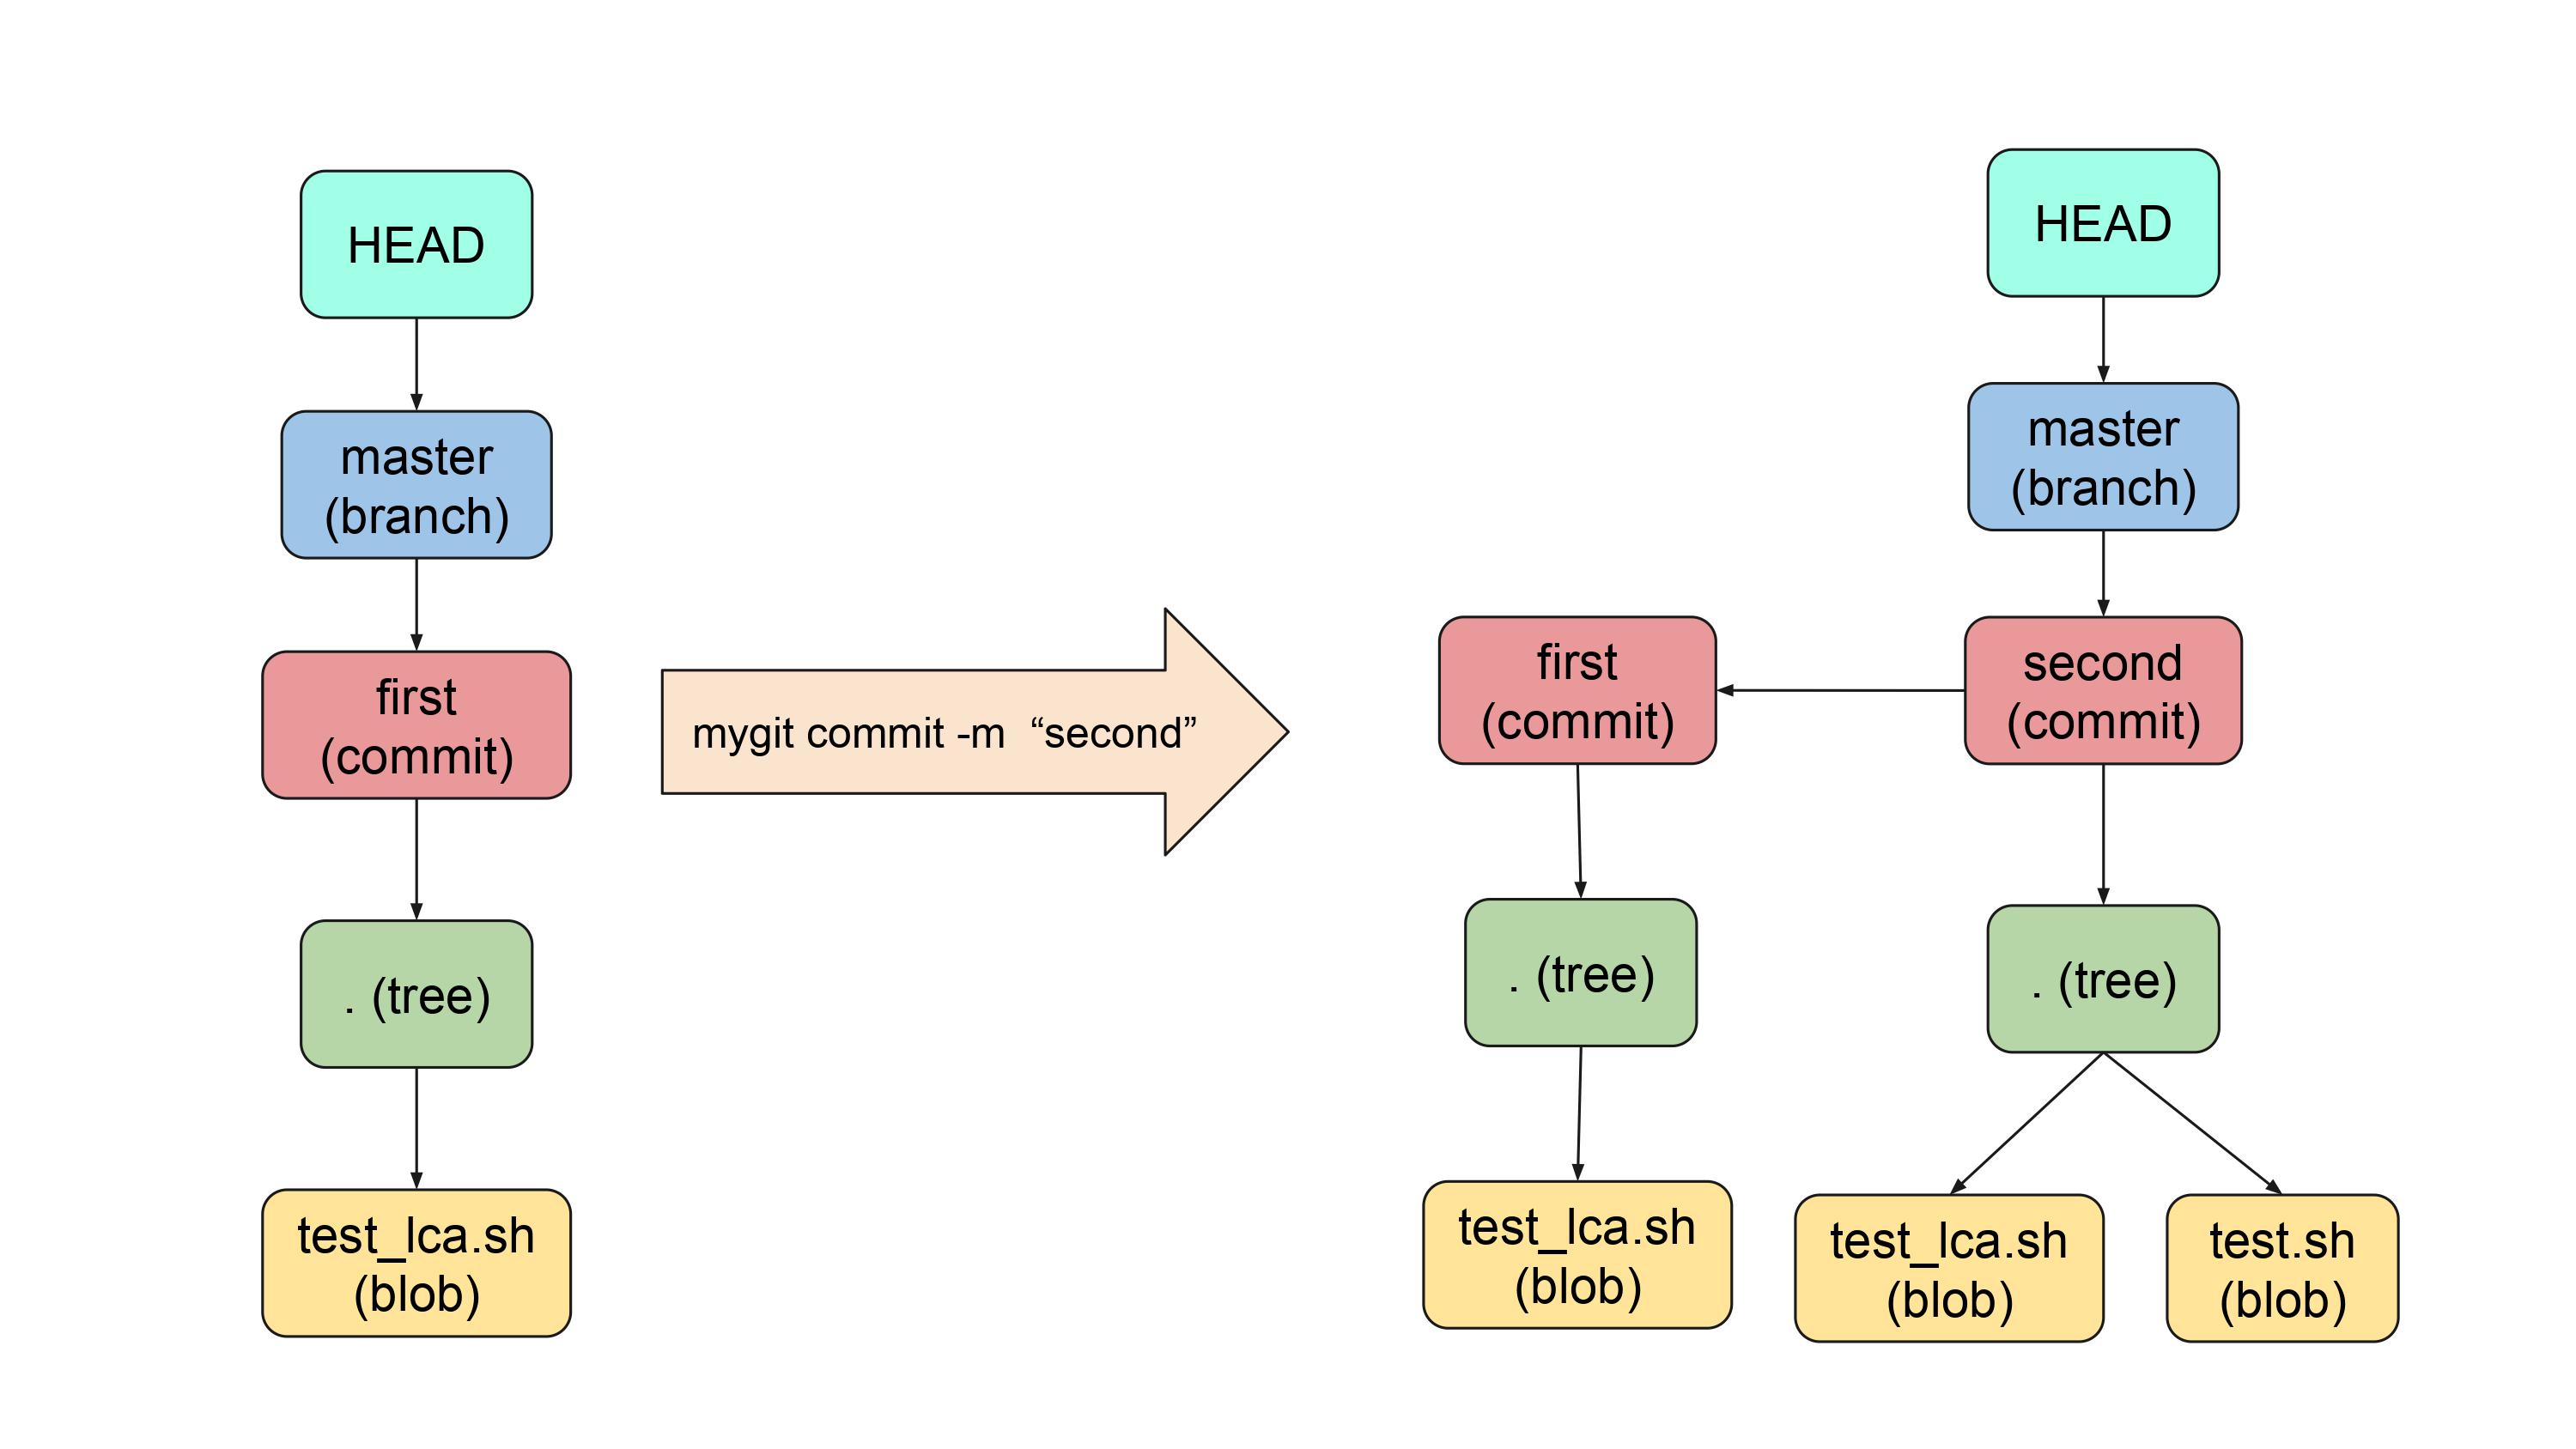 HEAD
master
(branch)
first
(commit)
. (tree)
test_lca.sh
(blob)
mygit commit -m  “second”
HEAD
master
(branch)
first
(commit)
second
(commit)
. (tree)
. (tree)
test_lca.sh
(blob)
test_lca.sh
(blob)
test.sh
(blob)